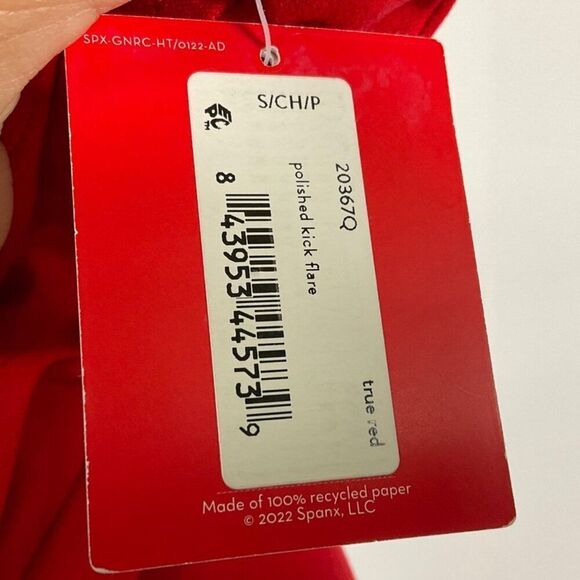 SPX-GNRC-HT/0122-AD
S/CH/P
EPC™
20367Q
polished kick flare
true red
8 43953 44573 9
Made of 100% recycled paper
© 2022 Spanx, LLC